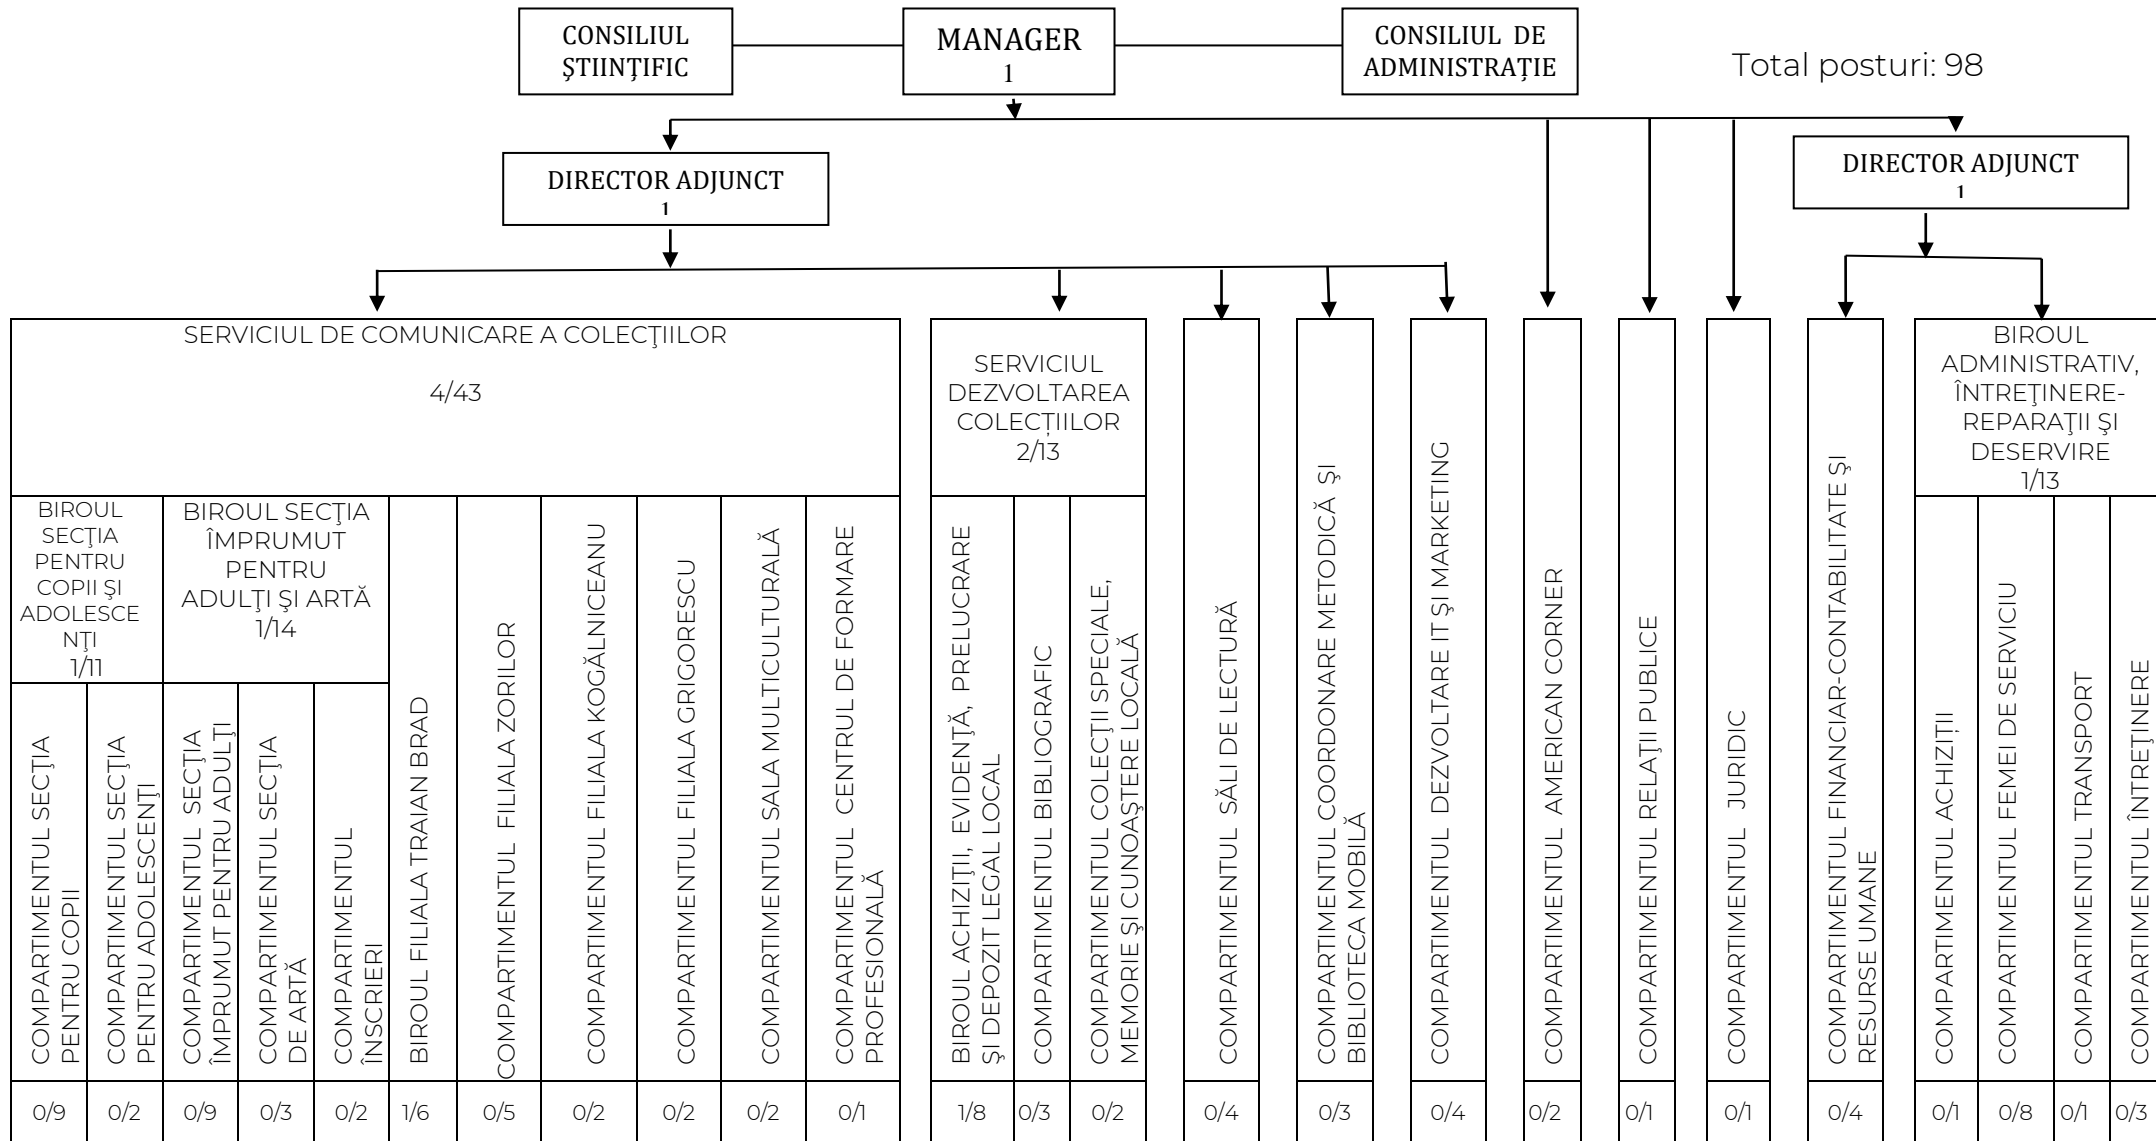 CONSILIUL
ŞTIINŢIFIC
MANAGER
1
CONSILIUL DE
ADMINISTRAŢIE
Total posturi: 98
DIRECTOR ADJUNCT
1
DIRECTOR ADJUNCT
1
SERVICIUL DE COMUNICARE A COLECŢIILOR
4/43
SERVICIUL
DEZVOLTAREA
COLECȚIILOR
2/13
BIROUL
ADMINISTRATIV,
ÎNTREŢINERE-
REPARAŢII ŞI
DESERVIRE
1/13
BIROUL
SECŢIA
PENTRU
COPII ŞI
ADOLESCE
NŢI
1/11
BIROUL SECŢIA
ÎMPRUMUT
PENTRU
ADULŢI ŞI ARTĂ
1/14
COMPARTIMENTUL SECŢIA
PENTRU COPII
COMPARTIMENTUL SECŢIA
PENTRU ADOLESCENŢI
COMPARTIMENTUL SECŢIA
ÎMPRUMUT PENTRU ADULŢI
COMPARTIMENTUL SECŢIA
DE ARTĂ
COMPARTIMENTUL
ÎNSCRIERI
BIROUL FILIALA TRAIAN BRAD
COMPARTIMENTUL FILIALA ZORILOR
COMPARTIMENTUL FILIALA KOGĂLNICEANU
COMPARTIMENTUL FILIALA GRIGORESCU
COMPARTIMENTUL SALA MULTICULTURALĂ
COMPARTIMENTUL CENTRUL DE FORMARE
PROFESIONALĂ
BIROUL ACHIZIŢII, EVIDENŢĂ, PRELUCRARE
ŞI DEPOZIT LEGAL LOCAL
COMPARTIMENTUL BIBLIOGRAFIC
COMPARTIMENTUL COLECŢII SPECIALE,
MEMORIE ŞI CUNOAŞTERE LOCALĂ
COMPARTIMENTUL SĂLI DE LECTURĂ
COMPARTIMENTUL COORDONARE METODICĂ ŞI
BIBLIOTECA MOBILĂ
COMPARTIMENTUL DEZVOLTARE IT ŞI MARKETING
COMPARTIMENTUL AMERICAN CORNER
COMPARTIMENTUL RELAŢII PUBLICE
COMPARTIMENTUL JURIDIC
COMPARTIMENTUL FINANCIAR-CONTABILITATE ŞI
RESURSE UMANE
COMPARTIMENTUL ACHIZIȚII
COMPARTIMENTUL FEMEI DE SERVICIU
COMPARTIMENTUL TRANSPORT
COMPARTIMENTUL ÎNTREŢINERE
0/9
0/2
0/9
0/3
0/2
1/6
0/5
0/2
0/2
0/2
0/1
1/8
0/3
0/2
0/4
0/3
0/4
0/2
0/1
0/1
0/4
0/1
0/8
0/1
0/3